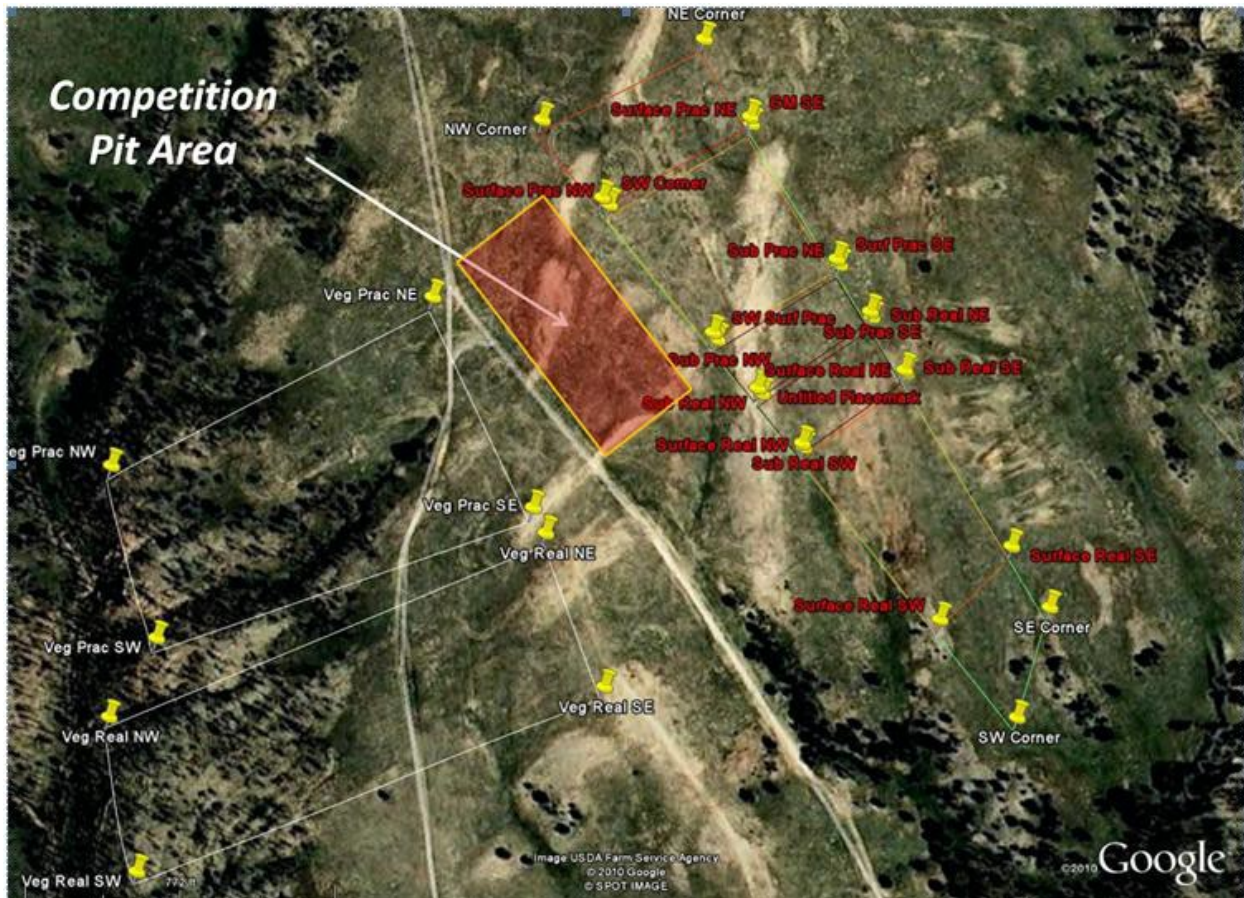 NE Corner
Competition
Pit Area
Surface Prac NE
BM SE
NW Corner
Surface Prac NW
SW Corner
Sub Prac NE
Surf Prac SE
Veg Prac NE
SW Surf Prac
Sub Real NE
Sub Prac SE
Sub Prac NW
Surface Real NE
Sub Real SE
Sub Real NW
Untitled Placemark
Surface Real NW
Sub Real SW
Veg Prac NW
Veg Prac SE
Veg Real NE
Surface Real SE
Surface Real SW
SE Corner
Veg Prac SW
Veg Real SE
Veg Real NW
SW Corner
Image USDA Farm Service Agency
© 2010 Google
© SPOT IMAGE
©2010 Google
Veg Real SW
772 ft